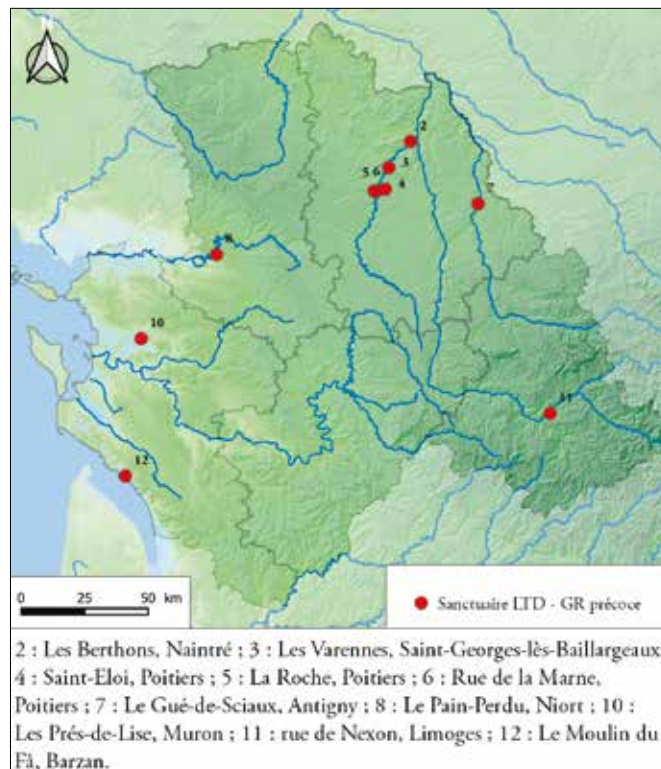 N
2
3
5 6
4
7
8
10
11
12
0 25 50 km
Sanctuaire LTD - GR précoce
2 : Les Berthons, Naintré ; 3 : Les Varennes, Saint-Georges-lès-Baillargeaux
4 : Saint-Eloi, Poitiers ; 5 : La Roche, Poitiers ; 6 : Rue de la Marne,
Poitiers ; 7 : Le Gué-de-Sciaux, Antigny ; 8 : Le Pain-Perdu, Niort ; 10 :
Les Prés-de-Lise, Muron ; 11 : rue de Nexon, Limoges ; 12 : Le Moulin du
Fâ, Barzan.